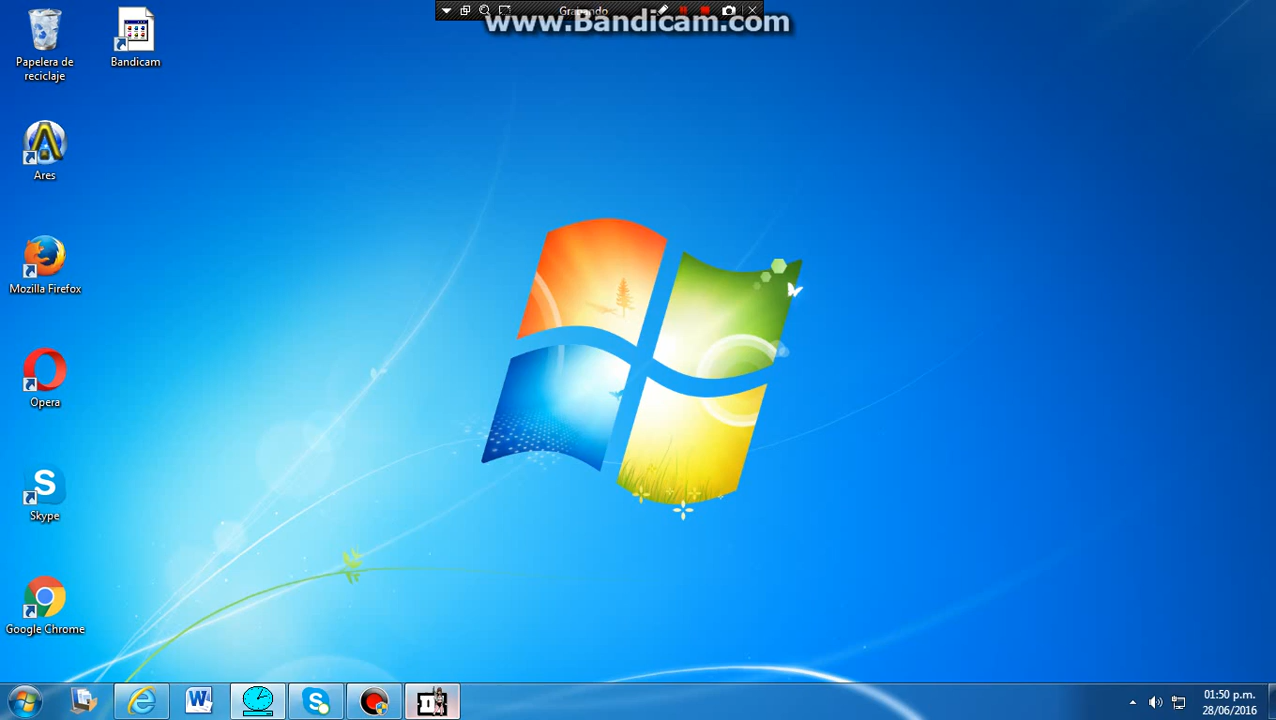 Grabando
www.Bandicam.com
Papelera de
reciclaje
Bandicam
Ares
Mozilla Firefox
Opera
Skype
Google Chrome
01:50 p.m.
28/06/2016